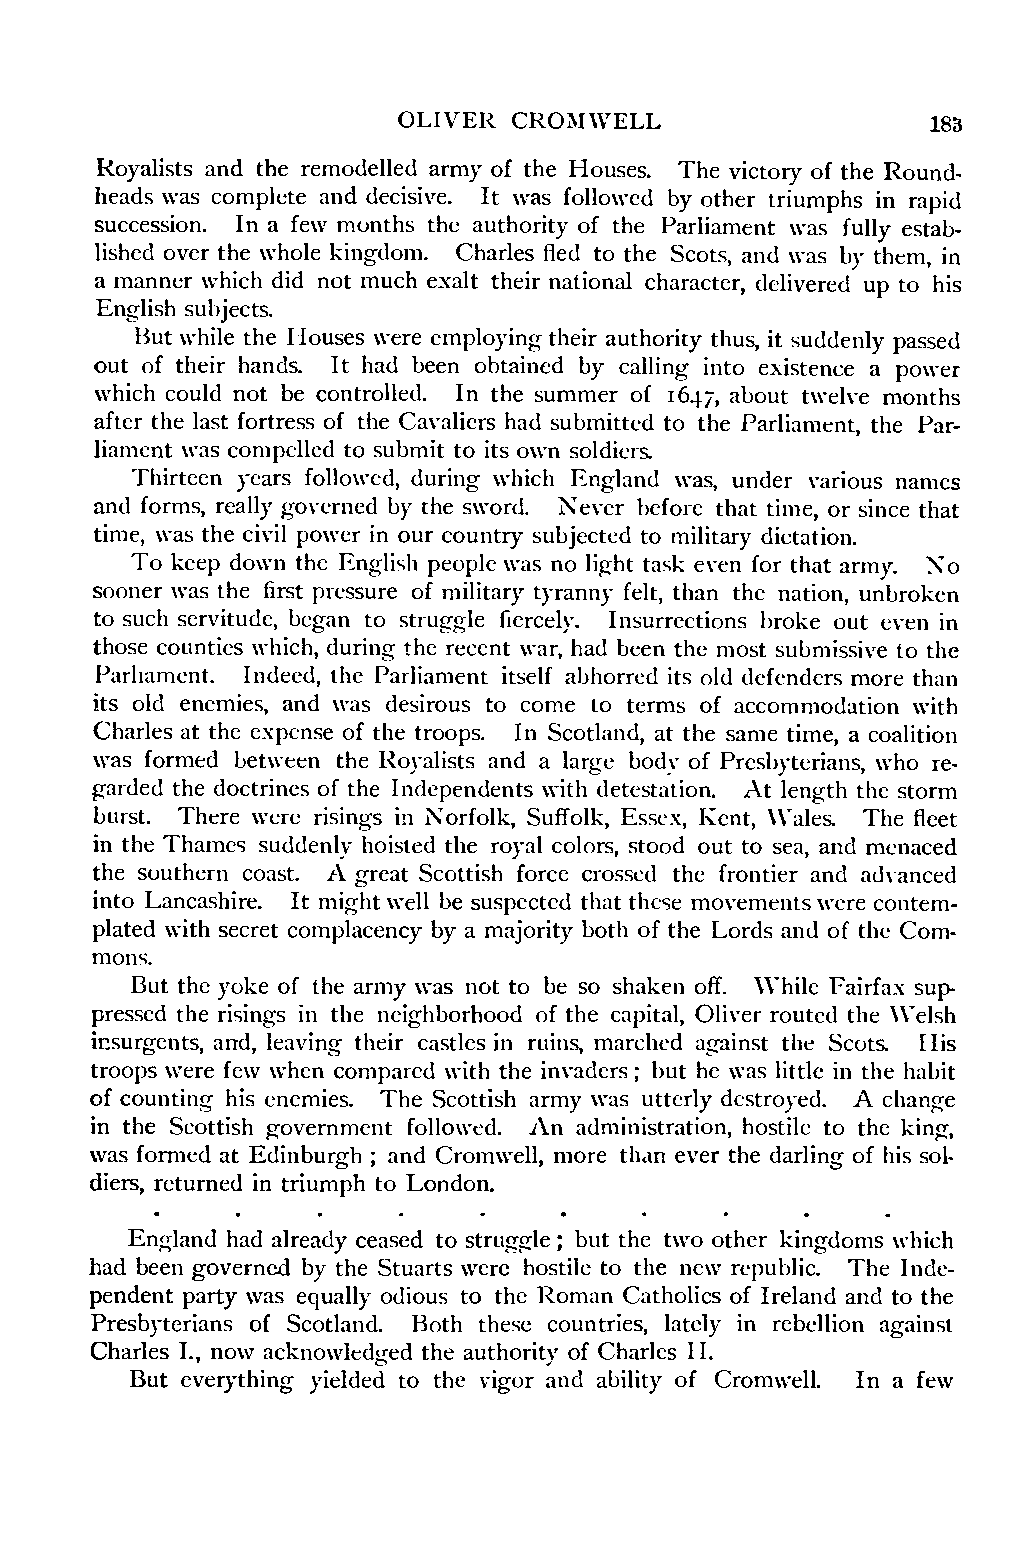 OLIVER CROMWELL 183
Royalists and the remodelled army of the Houses. The victory of the Round-
heads was complete and decisive. It was followed by other triumphs in rapid
succession. In a few months the authority of the Parliament was fully estab-
lished over the whole kingdom. Charles fled to the Scots, and was by them, in
a manner which did not much exalt their national character, delivered up to his
English subjects.
But while the Houses were employing their authority thus, it suddenly passed
out of their hands. It had been obtained by calling into existence a power
which could not be controlled. In the summer of 1647, about twelve months
after the last fortress of the Cavaliers had submitted to the Parliament, the Par-
liament was compelled to submit to its own soldiers.
Thirteen years followed, during which England was, under various names
and forms, really governed by the sword. Never before that time, or since that
time, was the civil power in our country subjected to military dictation.
To keep down the English people was no light task even for that army. No
sooner was the first pressure of military tyranny felt, than the nation, unbroken
to such servitude, began to struggle fiercely. Insurrections broke out even in
those counties which, during the recent war, had been the most submissive to the
Parliament. Indeed, the Parliament itself abhorred its old defenders more than
its old enemies, and was desirous to come to terms of accommodation with
Charles at the expense of the troops. In Scotland, at the same time, a coalition
was formed between the Royalists and a large body of Presbyterians, who re-
garded the doctrines of the Independents with detestation. At length the storm
burst. There were risings in Norfolk, Suffolk, Essex, Kent, Wales. The fleet
in the Thames suddenly hoisted the royal colors, stood out to sea, and menaced
the southern coast. A great Scottish force crossed the frontier and advanced
into Lancashire. It might well be suspected that these movements were contem-
plated with secret complacency by a majority both of the Lords and of the Com-
mons.
But the yoke of the army was not to be so shaken off. While Fairfax sup-
pressed the risings in the neighborhood of the capital, Oliver routed the Welsh
insurgents, and, leaving their castles in ruins, marched against the Scots. His
troops were few when compared with the invaders; but he was little in the habit
of counting his enemies. The Scottish army was utterly destroyed. A change
in the Scottish government followed. An administration, hostile to the king,
was formed at Edinburgh; and Cromwell, more than ever the darling of his sol-
diers, returned in triumph to London.
. . . . . . . . . .
England had already ceased to struggle; but the two other kingdoms which
had been governed by the Stuarts were hostile to the new republic. The Inde-
pendent party was equally odious to the Roman Catholics of Ireland and to the
Presbyterians of Scotland. Both these countries, lately in rebellion against
Charles I., now acknowledged the authority of Charles II.
But everything yielded to the vigor and ability of Cromwell. In a few